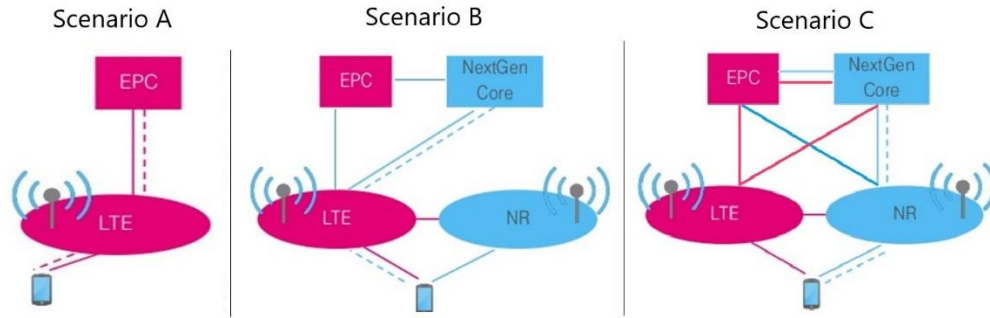 Scenario A
EPC
LTE
Scenario B
EPC
NextGen
Core
LTE
NR
Scenario C
EPC
NextGen
Core
LTE
NR